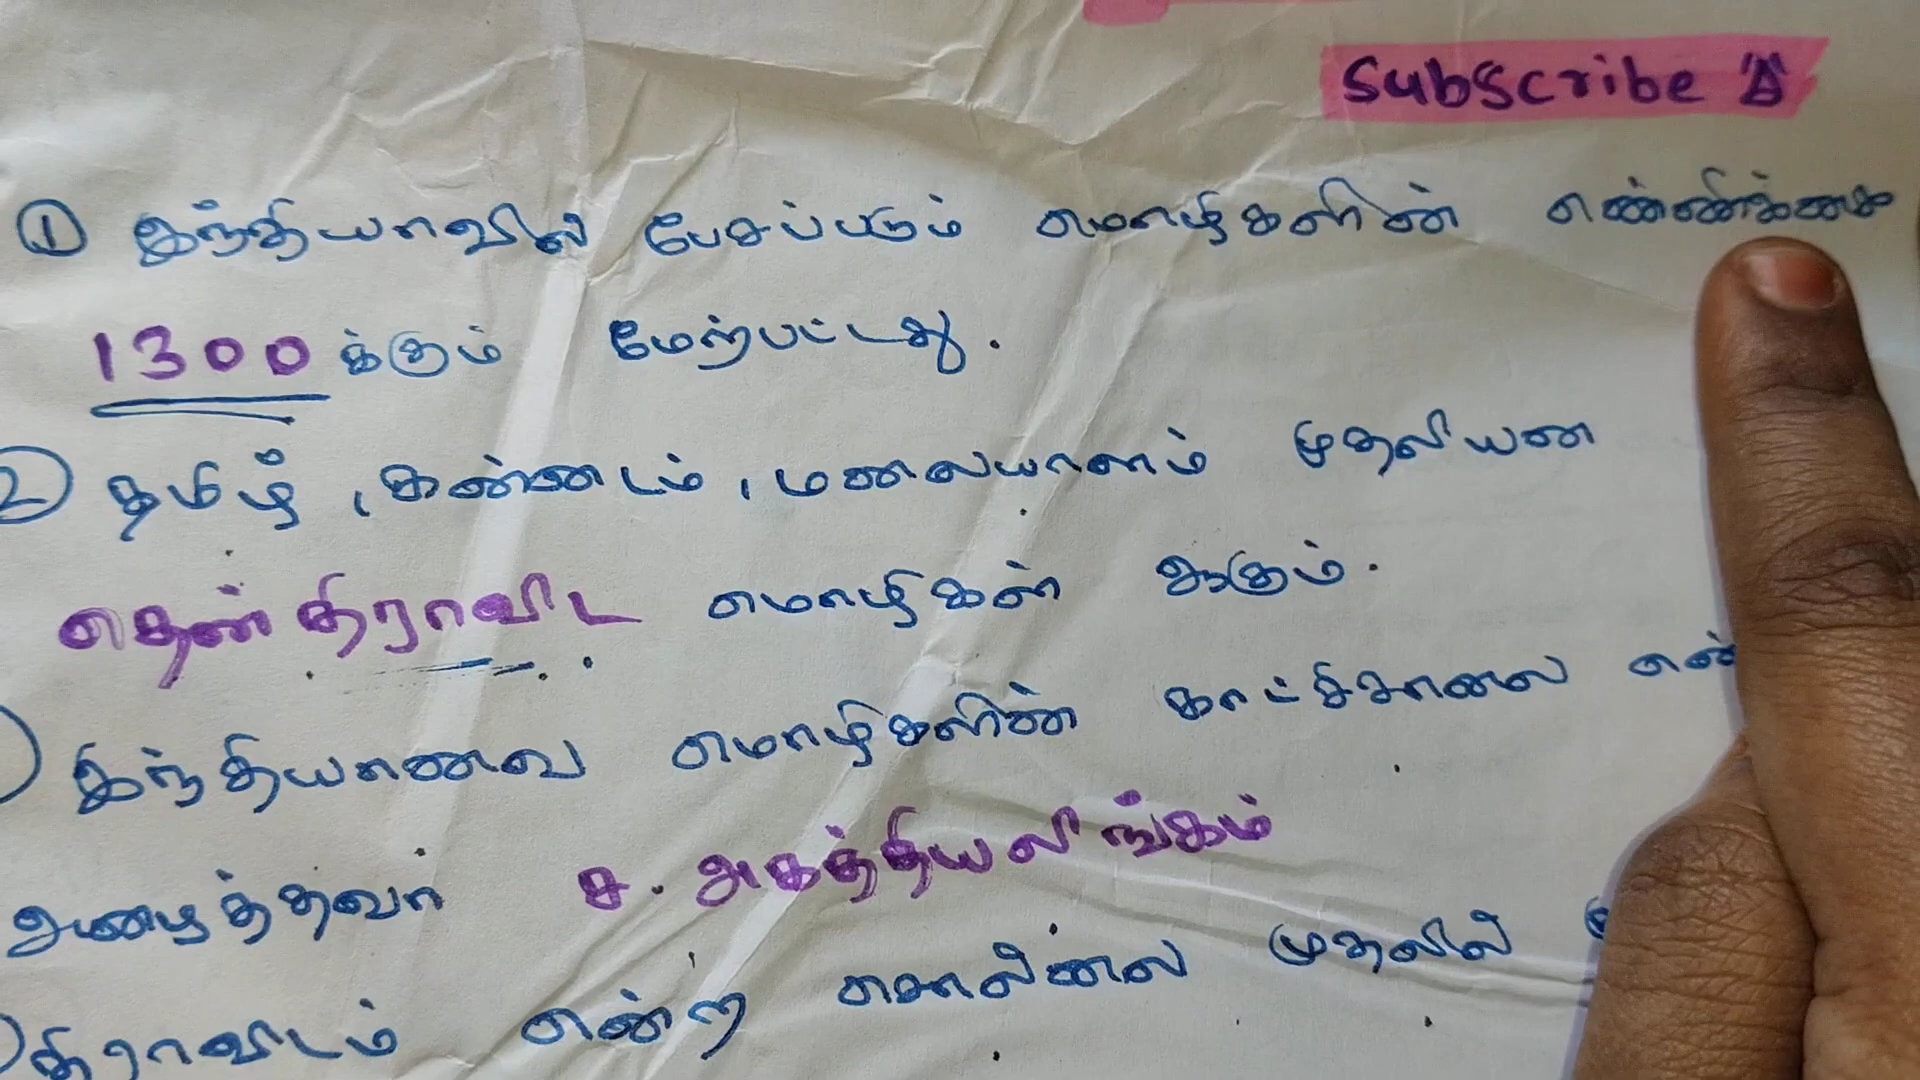 Subscribe
① இந்தியாவில் பேசப்படும் மொழிகளின் எண்ணிக்கை
1300 க்கும் மேற்பட்டது.
2) தமிழ், கன்னடம், மலையாளம் முதலியன
தென் திராவிட மொழிகள் ஆகும்.
) இந்தியாவை மொழிகளின் காட்சிசாலை என்
அழைத்தவர் ச. அகத்தியலிங்கம்
) திராவிடம் என்ற சொல்லை முதலில்